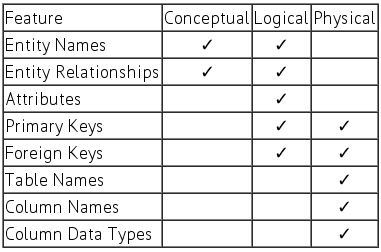 Feature Conceptual Logical Physical
Entity Names ✓ ✓
Entity Relationships ✓ ✓
Attributes ✓
Primary Keys ✓ ✓
Foreign Keys ✓ ✓
Table Names ✓
Column Names ✓
Column Data Types ✓